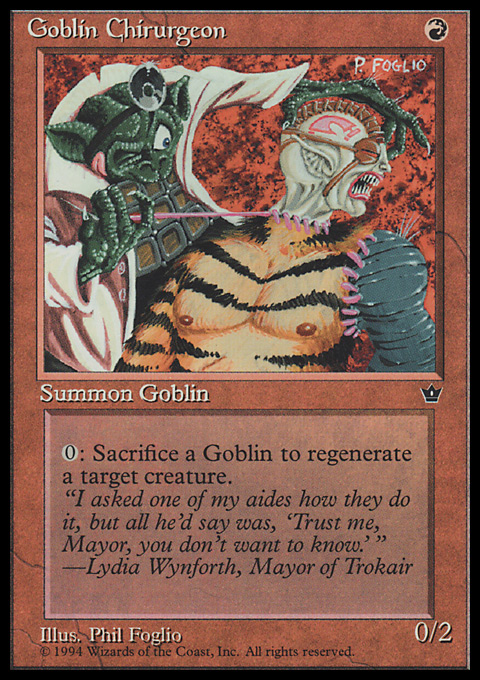 Goblin Chirurgeon
P. FOGLIO
Summon Goblin
0: Sacrifice a Goblin to regenerate
a target creature.
“I asked one of my aides how they do
it, but all he’d say was, ‘Trust me,
Mayor, you don’t want to know.’ ”
—Lydia Wynforth, Mayor of Trokair
Illus. Phil Foglio
0/2
© 1994 Wizards of the Coast, Inc. All rights reserved.